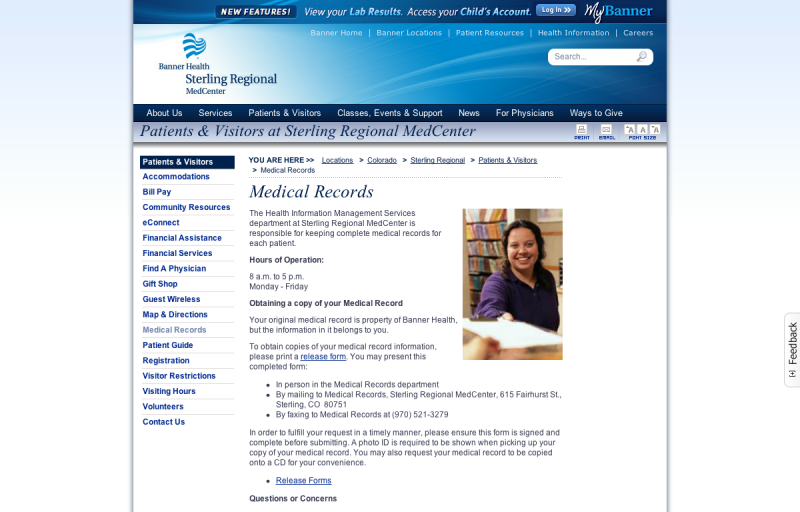 NEW FEATURES! View your Lab Results. Access your Child's Account. Log In >> MyBanner
Banner Home | Banner Locations | Patient Resources | Health Information | Careers
Search...
Banner Health
Sterling Regional
MedCenter
About Us Services Patients & Visitors Classes, Events & Support News For Physicians Ways to Give
Patients & Visitors at Sterling Regional MedCenter
PRINT EMAIL -A A +A FONT SIZE
Patients & Visitors
Accommodations
Bill Pay
Community Resources
eConnect
Financial Assistance
Financial Services
Find A Physician
Gift Shop
Guest Wireless
Map & Directions
Medical Records
Patient Guide
Registration
Visitor Restrictions
Visiting Hours
Volunteers
Contact Us
YOU ARE HERE >> Locations > Colorado > Sterling Regional > Patients & Visitors
> Medical Records
Medical Records
The Health Information Management Services
department at Sterling Regional MedCenter is
responsible for keeping complete medical records for
each patient.
Hours of Operation:
8 a.m. to 5 p.m.
Monday - Friday
Obtaining a copy of your Medical Record
Your original medical record is property of Banner Health,
but the information in it belongs to you.
To obtain copies of your medical record information,
please print a release form. You may present this
completed form:
• In person in the Medical Records department
• By mailing to Medical Records, Sterling Regional MedCenter, 615 Fairhurst St.,
Sterling, CO 80751
• By faxing to Medical Records at (970) 521-3279
In order to fulfill your request in a timely manner, please ensure this form is signed and
complete before submitting. A photo ID is required to be shown when picking up your
copy of your medical record. You may also request your medical record to be copied
onto a CD for your convenience.
• Release Forms
Questions or Concerns
[+] Feedback